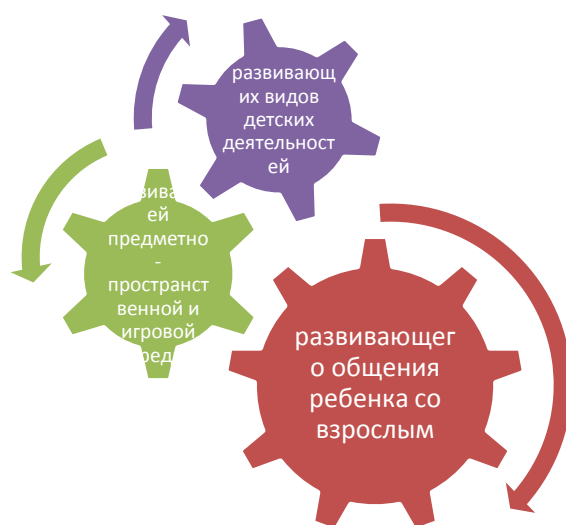 развивающ
их видов
детских
деятельност
ей
ей
предметно
-
пространст
венной и
игровой
развивающег
о общения
ребенка со
взрослым